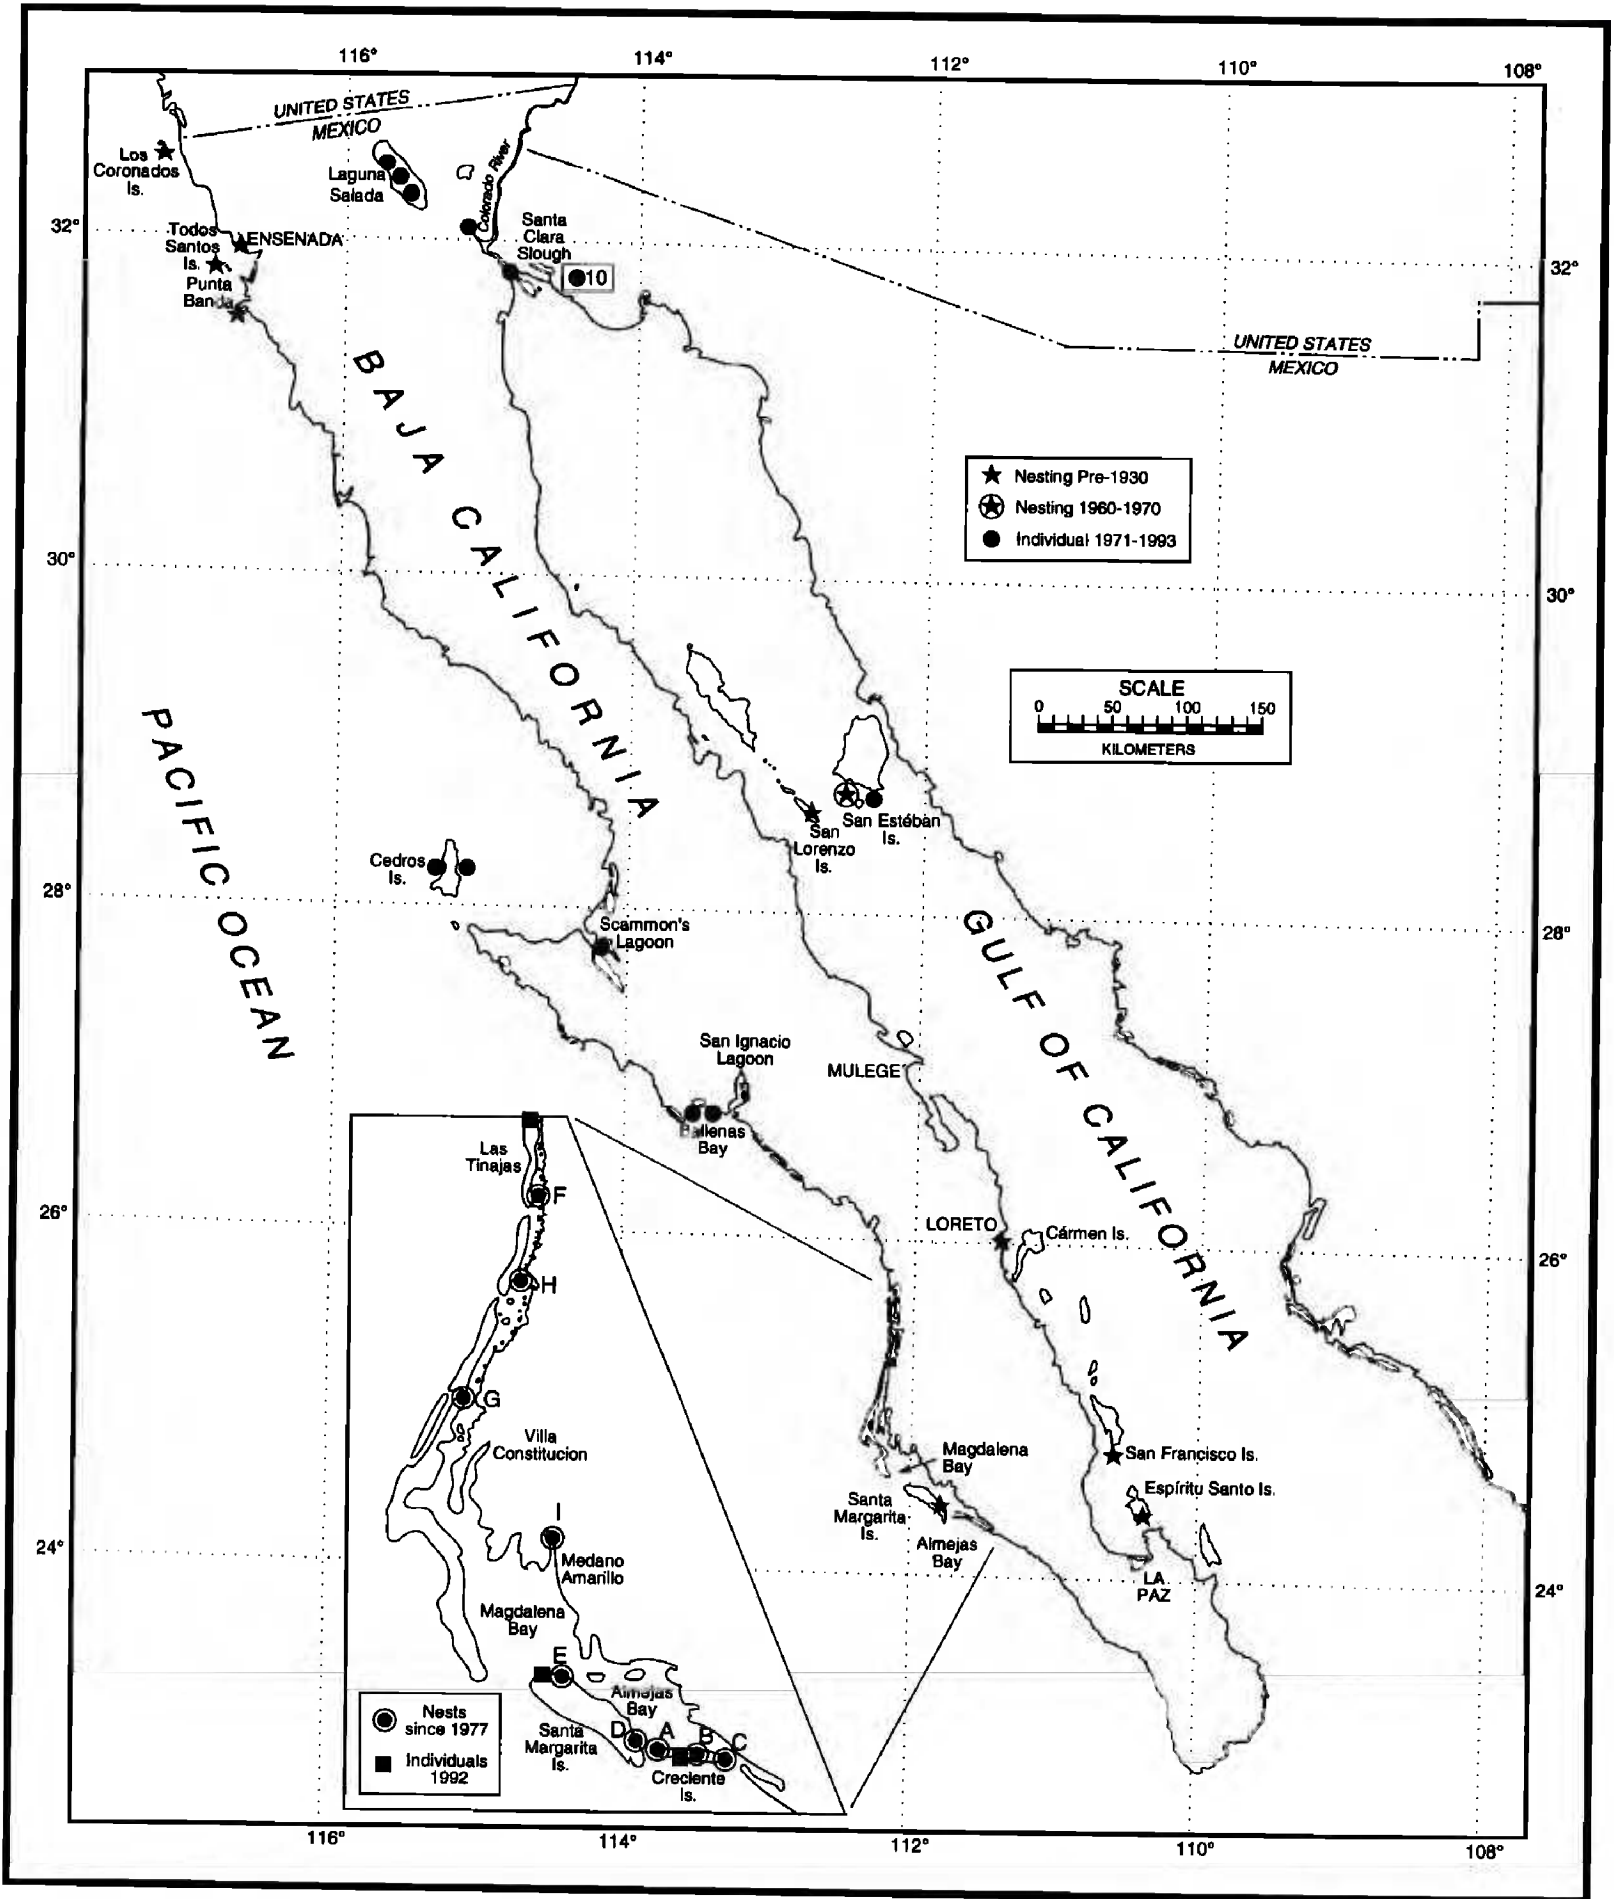 116°
114°
112°
110°
108°
UNITED STATES
MEXICO
Los
Coronados
Is.
Laguna
Salada
Colorado River
Santa
Clara
Slough
10
32°
32°
Todos
Santos
Is.
ENSENADA
Punta
Banda
UNITED STATES
MEXICO
BAJA CALIFORNIA
Nesting Pre-1930
Nesting 1960-1970
Individual 1971-1993
30°
30°
SCALE
0 50 100 150
KILOMETERS
PACIFIC OCEAN
San Estéban
Is.
San
Lorenzo
Is.
Cedros
Is.
28°
28°
Scammon's
Lagoon
GULF OF CALIFORNIA
San Ignacio
Lagoon
MULEGE
Ballenas
Bay
26°
26°
LORETO
Cármen Is.
Las
Tinajas
F
H
G
Villa
Constitucion
I
Medano
Amarillo
Magdalena
Bay
E
Almejas
Bay
Santa
Margarita
Is.
D A B C
Creciente
Is.
Nests
since 1977
Individuals
1992
Magdalena
Bay
San Francisco Is.
Espíritu Santo Is.
Santa
Margarita
Is.
Almejas
Bay
LA
PAZ
24°
24°
116°
114°
112°
110°
108°